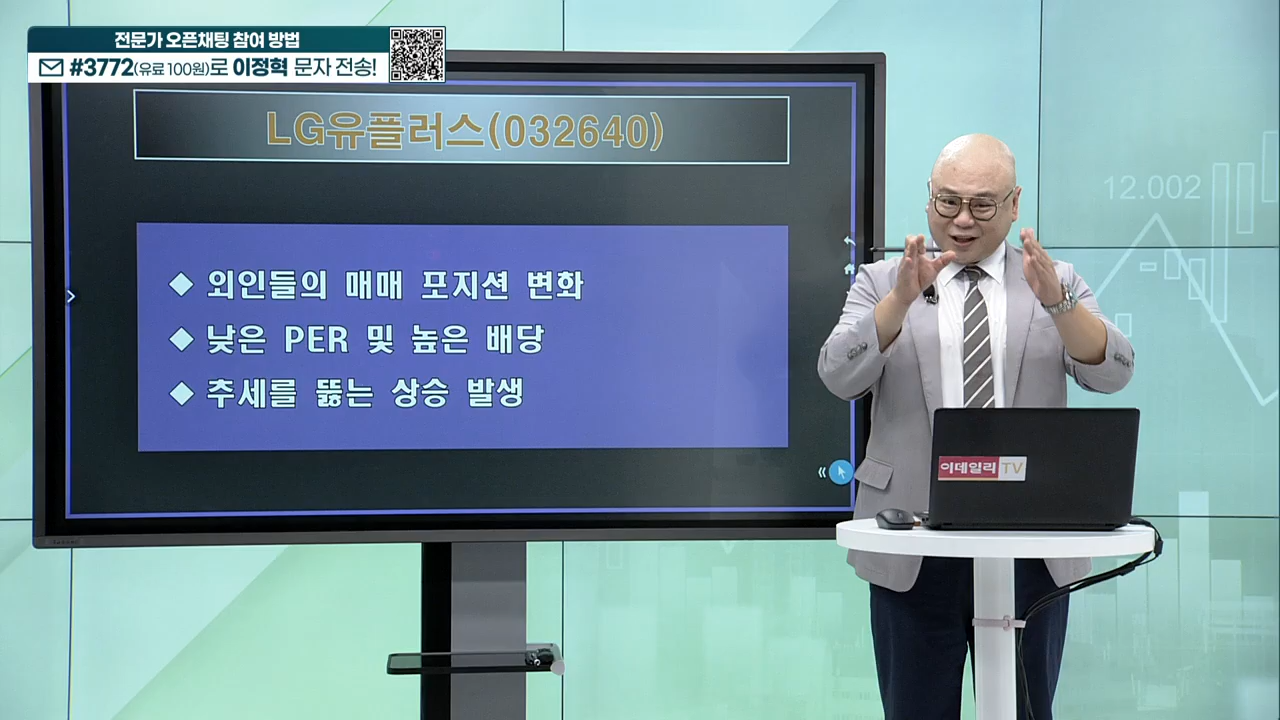 전문가 오픈채팅 참여 방법
#3772(유료 100원)로 이정혁 문자 전송!
LG유플러스(032640)
◆ 외인들의 매매 포지션 변화
◆ 낮은 PER 및 높은 배당
◆ 추세를 뚫는 상승 발생
12.002
이데일리 TV